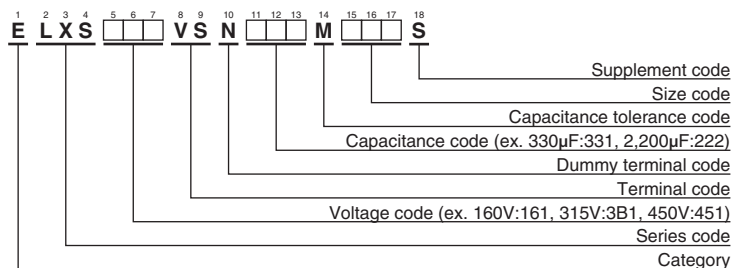 1 2 3 4 5 6 7 8 9 10 11 12 13 14 15 16 17 18
E L X S □□□ V S N □□□ M □□□ S
Supplement code
Size code
Capacitance tolerance code
Capacitance code (ex. 330µF:331, 2,200µF:222)
Dummy terminal code
Terminal code
Voltage code (ex. 160V:161, 315V:3B1, 450V:451)
Series code
Category